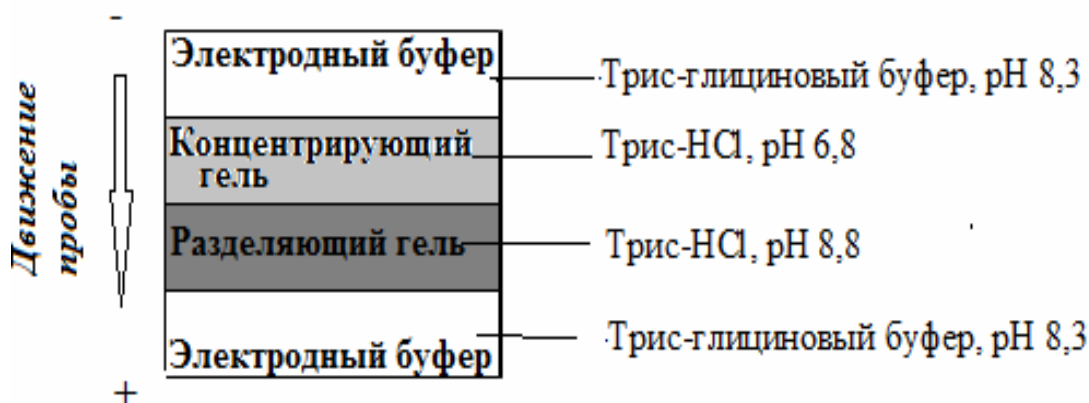 -
Электродный буфер
Трис-глициновый буфер, pH 8,3
Движение
пробы
Концентрирующий
гель
Трис-HCl, pH 6,8
Разделяющий гель
Трис-HCl, pH 8,8
Электродный буфер
Трис-глициновый буфер, pH 8,3
+